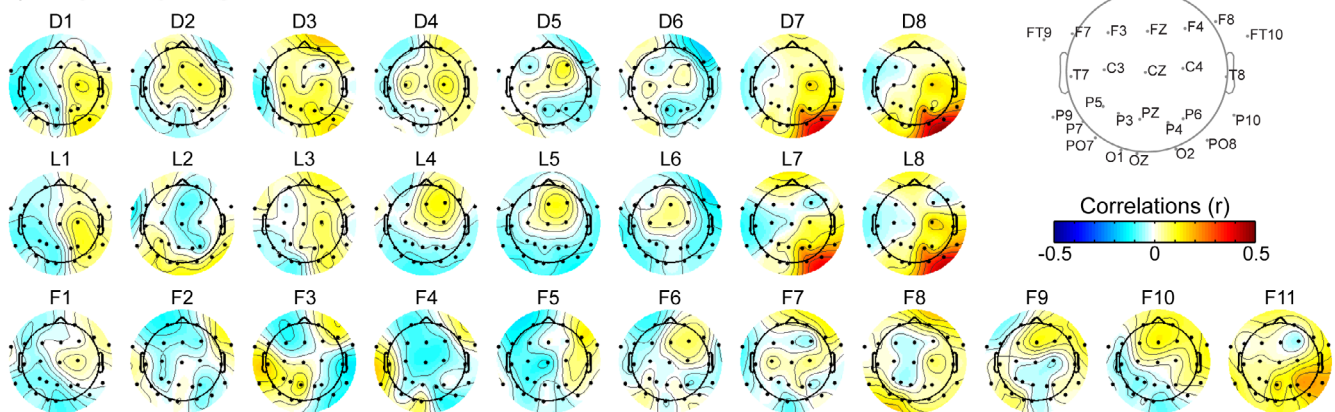 D1 D2 D3 D4 D5 D6 D7 D8
L1 L2 L3 L4 L5 L6 L7 L8
F1 F2 F3 F4 F5 F6 F7 F8 F9 F10 F11
FT9 F7 F3 FZ F4 F8 FT10
T7 C3 CZ C4 T8
P5
P9 P3 PZ P4 P6 P10
P7
PO7 PO8
O1 OZ O2
Correlations (r)
-0.5 0 0.5